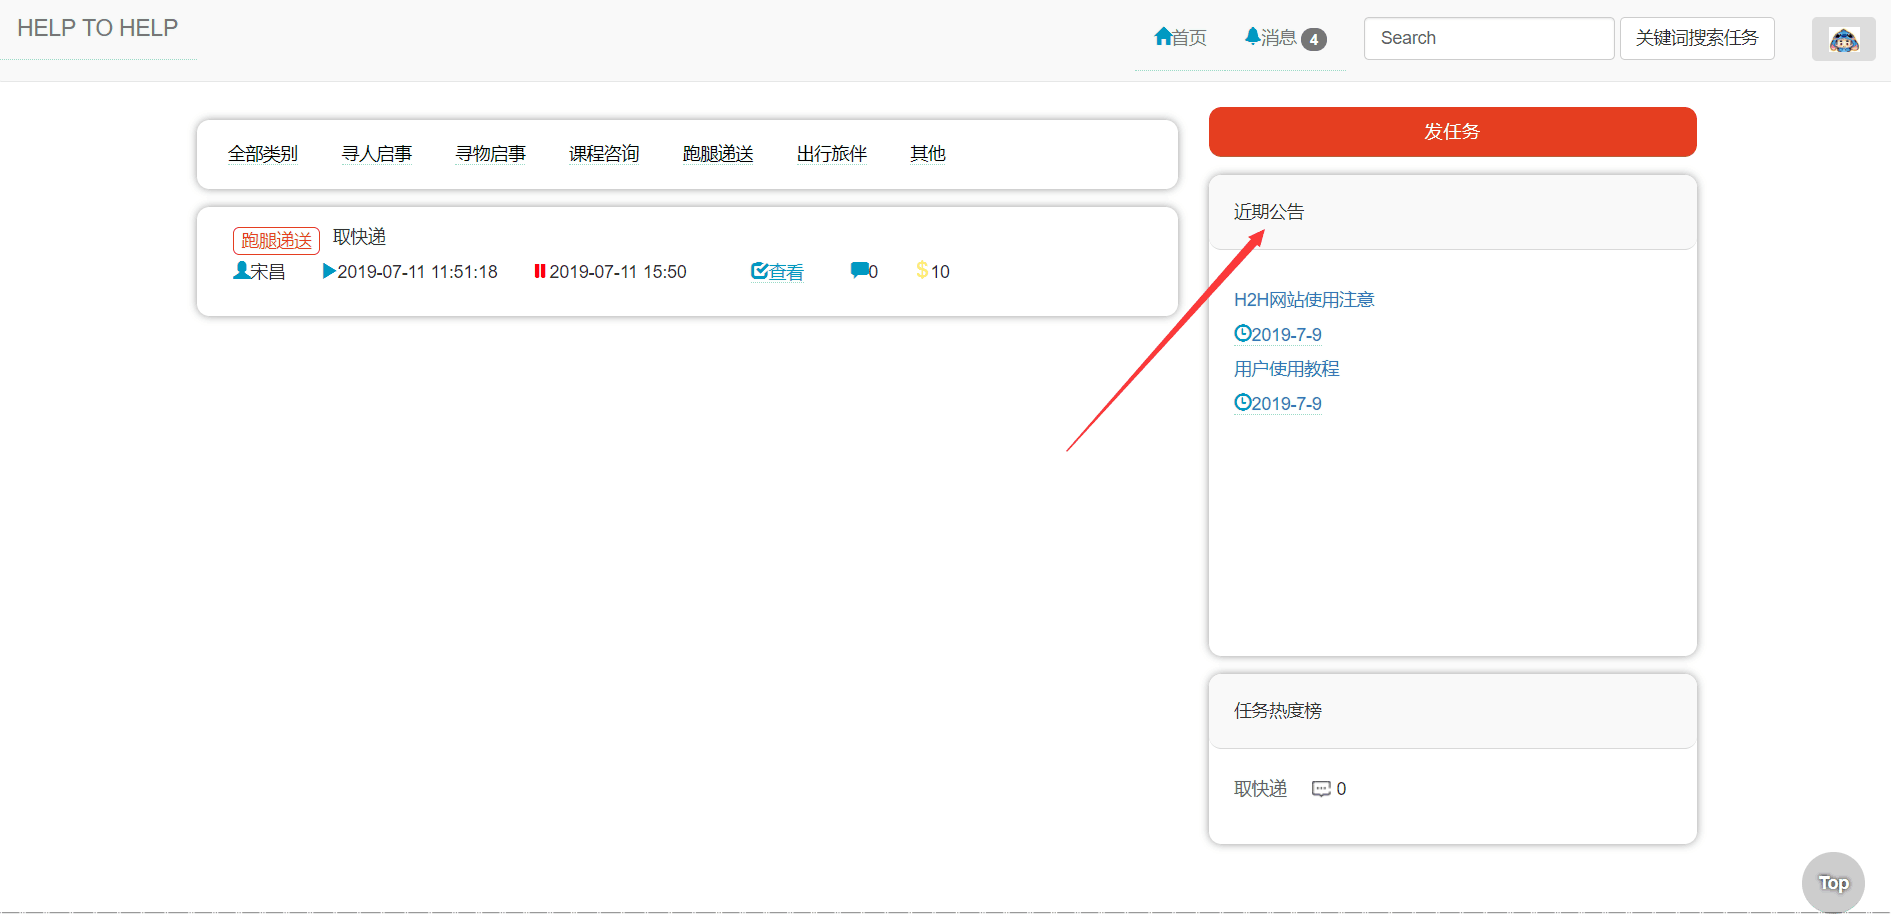 HELP TO HELP
首页 消息 4 Search 关键词搜索任务
全部类别 寻人启事 寻物启事 课程咨询 跑腿递送 出行旅伴 其他
跑腿递送 取快递
宋昌 2019-07-11 11:51:18 2019-07-11 15:50 查看 0 $10
发任务
近期公告
H2H网站使用注意
2019-7-9
用户使用教程
2019-7-9
任务热度榜
取快递 0
Top